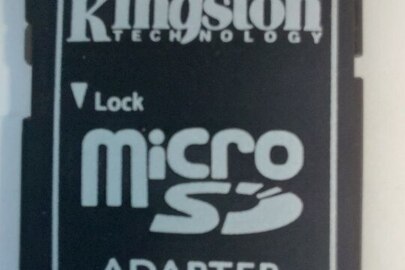 Kingston
TECHNOLOGY
Lock
micro
SD
ADAPTER